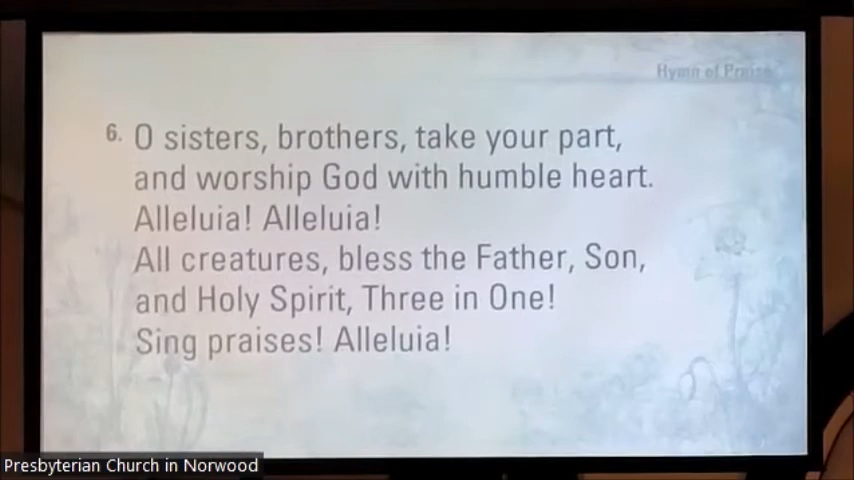 Hymn of Praise
6. O sisters, brothers, take your part,
and worship God with humble heart.
Alleluia! Alleluia!
All creatures, bless the Father, Son,
and Holy Spirit, Three in One!
Sing praises! Alleluia!
Presbyterian Church in Norwood